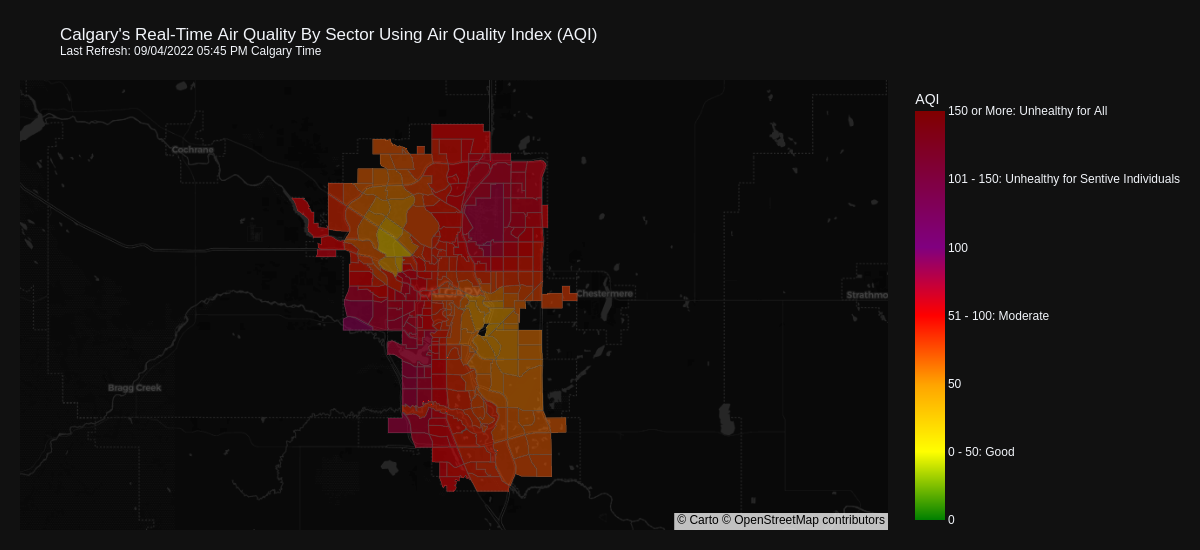 Calgary's Real-Time Air Quality By Sector Using Air Quality Index (AQI)
Last Refresh: 09/04/2022 05:45 PM Calgary Time
AQI
150 or More: Unhealthy for All
Cochrane
101 - 150: Unhealthy for Sentive Individuals
100
CALGARY
Chestermere
Strathmo
51 - 100: Moderate
Bragg Creek
50
0 - 50: Good
0
© Carto © OpenStreetMap contributors